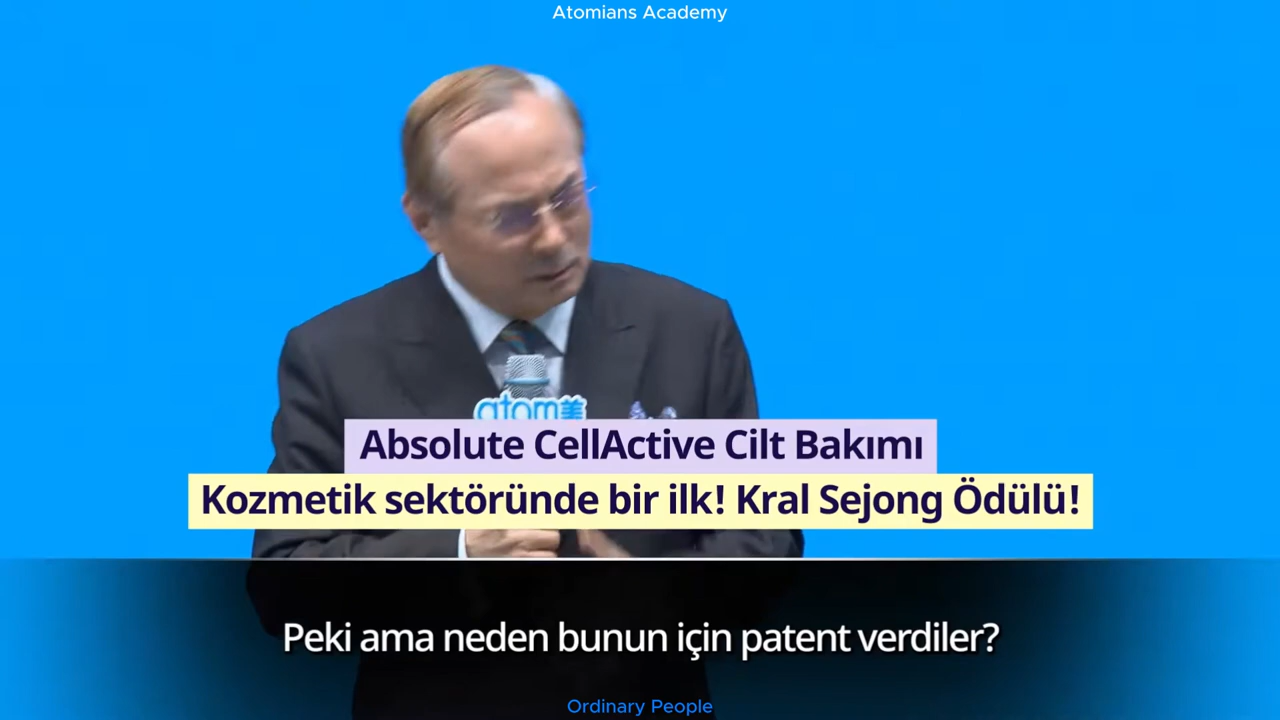 Atomians Academy
atom美
Absolute CellActive Cilt Bakımı
Kozmetik sektöründe bir ilk! Kral Sejong Ödülü!
Peki ama neden bunun için patent verdiler?
Ordinary People